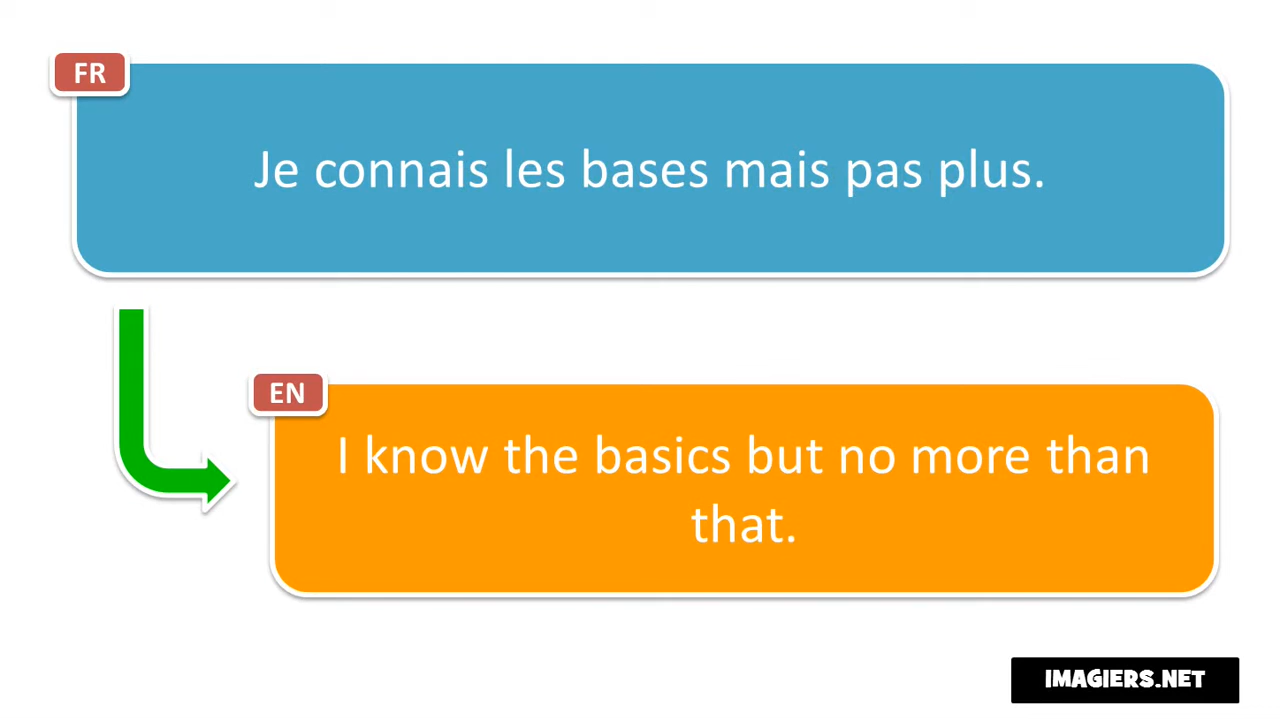 FR
Je connais les bases mais pas plus.
EN
I know the basics but no more than
that.
IMAGIERS.NET